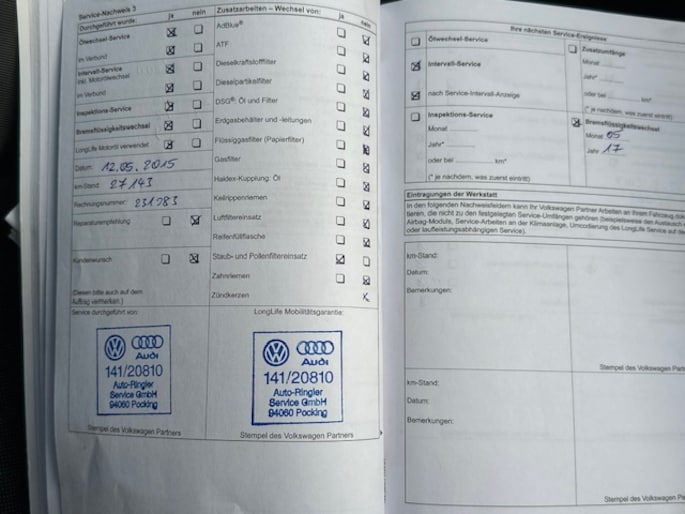 Service-Nachweis 3
Durchgeführt wurde:
ja
nein
Ölwechsel-Service
im Verbund
Intervall-Service
inkl. Motorölwechsel
im Verbund
Inspektions-Service
Bremsflüssigkeitswechsel
LongLife Motoröl verwendet
Datum: 12.05.2015
km-Stand: 27143
Rechnungsnummer: 231783
Reparaturempfehlung
Kundenwunsch
(Diesen bitte auch auf dem
Auftrag vermerken.)
Service durchgeführt von:
Audi
141/20810
Auto-Ringler
Service GmbH
94060 Pocking
Stempel des Volkswagen Partners
Zusatzarbeiten – Wechsel von:
ja
nein
AdBlue®
ATF
Dieselkraftstofffilter
Dieselpartikelfilter
DSG®: Öl und Filter
Erdgasbehälter und -leitungen
Flüssiggasfilter (Papierfilter)
Gasfilter
Haldex-Kupplung: Öl
Keilrippenriemen
Luftfiltereinsatz
Reifenfüllflasche
Staub- und Pollenfiltereinsatz
Zahnriemen
Zündkerzen
LongLife Mobilitätsgarantie:
Audi
141/20810
Auto-Ringler
Service GmbH
94060 Pocking
Stempel des Volkswagen Partners
Ihre nächsten Service-Ereignisse
Ölwechsel-Service
Intervall-Service
nach Service-Intervall-Anzeige
Inspektions-Service
Monat
Jahr*
oder bei km*
(* je nachdem, was zuerst eintritt)
Zusatzumfänge:
Monat
Jahr*
oder bei km*
(* je nachdem, was zuerst eintritt)
Bremsflüssigkeitswechsel
Monat 05
Jahr 17
Eintragungen der Werkstatt
In den folgenden Nachweisfeldern kann Ihr Volkswagen Partner Arbeiten an Ihrem Fahrzeug
tieren, die nicht zu den festgelegten Service-Umfängen gehören (beispielsweise den Austausch
Airbag-Moduls, Service-Arbeiten an der Klimaanlage, Umcodierung des LongLife Service auf
oder laufleistungsabhängigen Service).
km-Stand:
Datum:
Bemerkungen:
Stempel des Volkswagen
km-Stand:
Datum:
Bemerkungen:
Stempel des Volkswagen